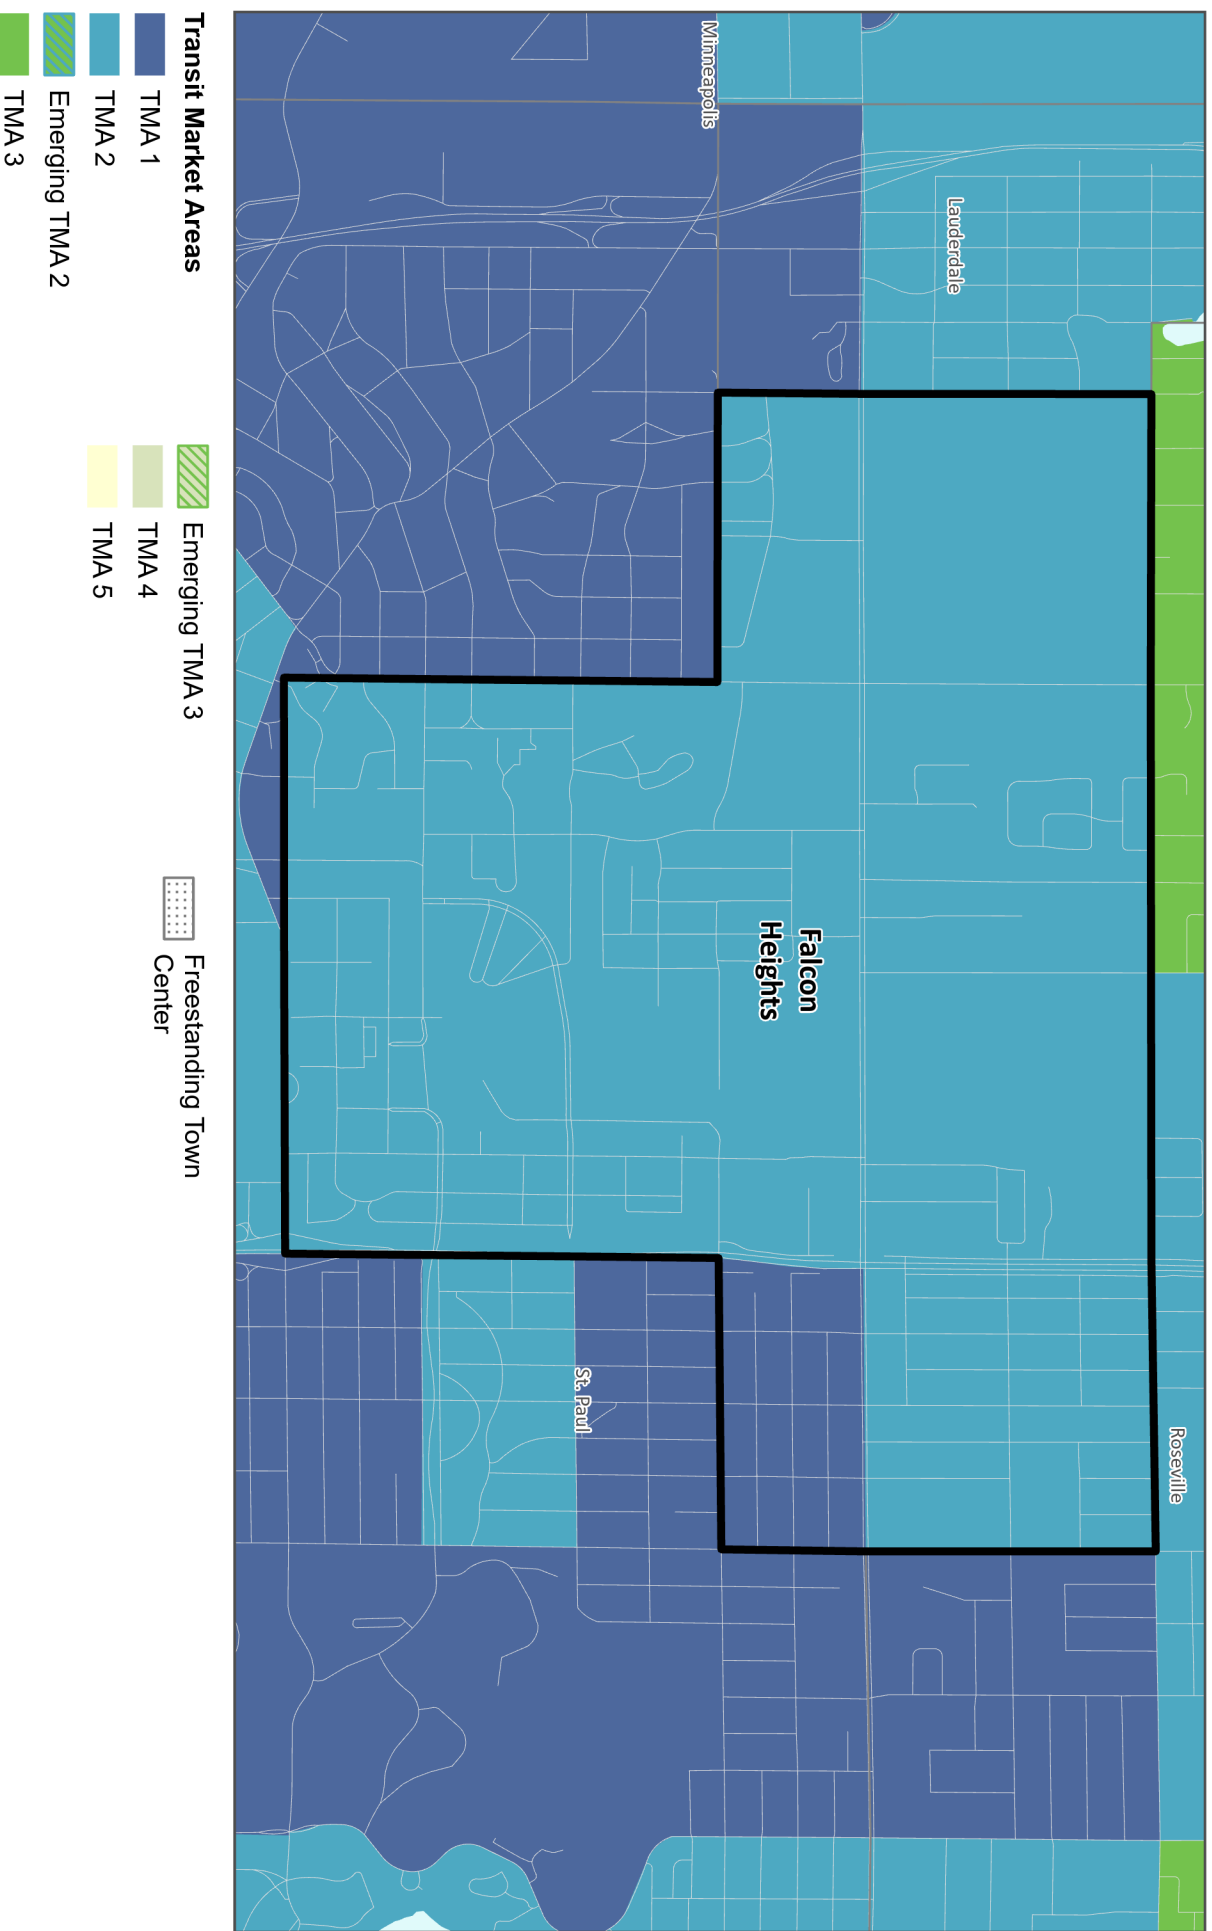 Roseville
Lauderdale
Falcon
Heights
Minneapolis
St. Paul
Transit Market Areas
TMA 1
TMA 2
Emerging TMA 2
TMA 3
Emerging TMA 3
TMA 4
TMA 5
Freestanding Town
Center